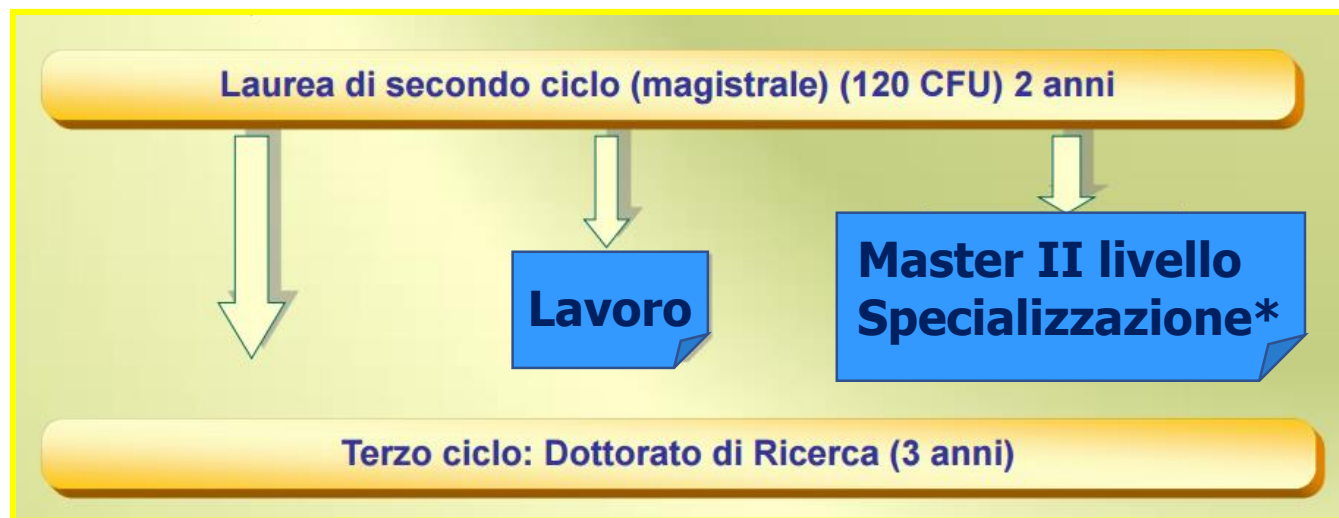 Laurea di secondo ciclo (magistrale) (120 CFU) 2 anni
Lavoro
Master II livello
Specializzazione*
Terzo ciclo: Dottorato di Ricerca (3 anni)